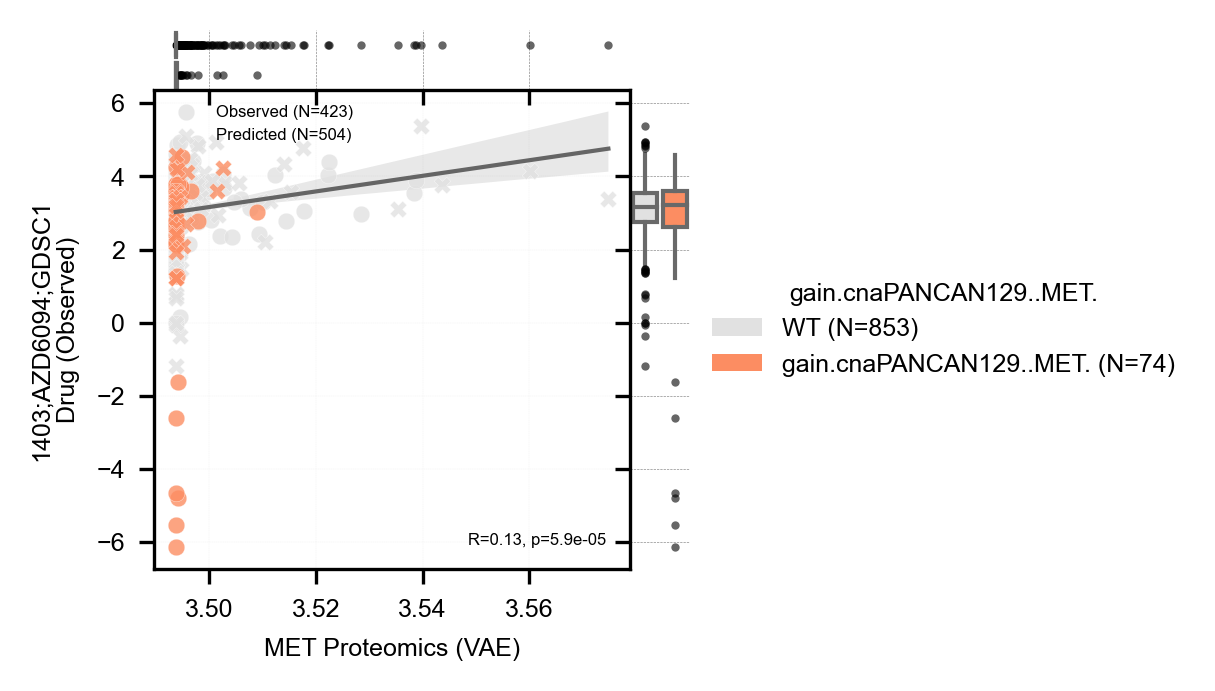 Observed (N=423)
Predicted (N=504)
6
4
2
0
−2
−4
−6
1403;AZD6094;GDSC1
Drug (Observed)
R=0.13, p=5.9e-05
3.50
3.52
3.54
3.56
MET Proteomics (VAE)
gain.cnaPANCAN129..MET.
WT (N=853)
gain.cnaPANCAN129..MET. (N=74)